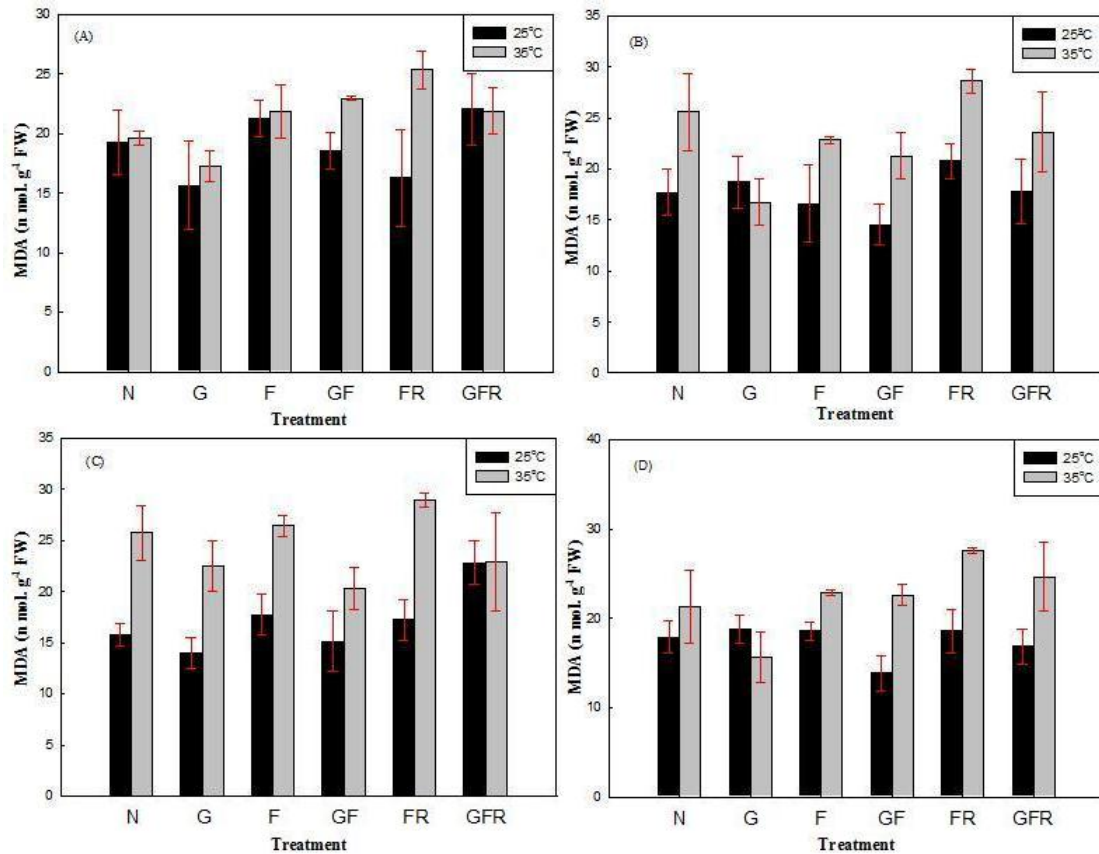 (A)
25°C
35°C
30
25
20
15
10
5
0
MDA (n mol. g-1 FW)
N G F GF FR GFR
Treatment
(B)
25ºC
35°C
35
30
25
20
15
10
5
0
MDA (n mol. g-1 FW)
N G F GF FR GFR
Treatment
(C)
25°C
35°C
35
30
25
20
15
10
5
0
MDA (n mol. g-1 FW)
N G F GF FR GFR
Treatment
(D)
25°C
35°C
40
30
20
10
0
MDA (n mol. g-1 FW)
N G F GF FR GFR
Treatment